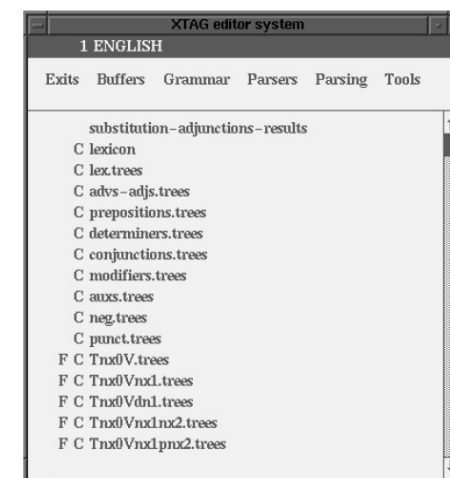 XTAG editor system
1 ENGLISH
Exits Buffers Grammar Parsers Parsing Tools
substitution-adjunctions-results
C lexicon
C lex.trees
C advs-adjs.trees
C prepositions.trees
C determiners.trees
C conjunctions.trees
C modifiers.trees
C auxs.trees
C neg.trees
C punct.trees
F C Tnx0V.trees
F C Tnx0Vnx1.trees
F C Tnx0Vdn1.trees
F C Tnx0Vnx1nx2.trees
F C Tnx0Vnx1pnx2.trees